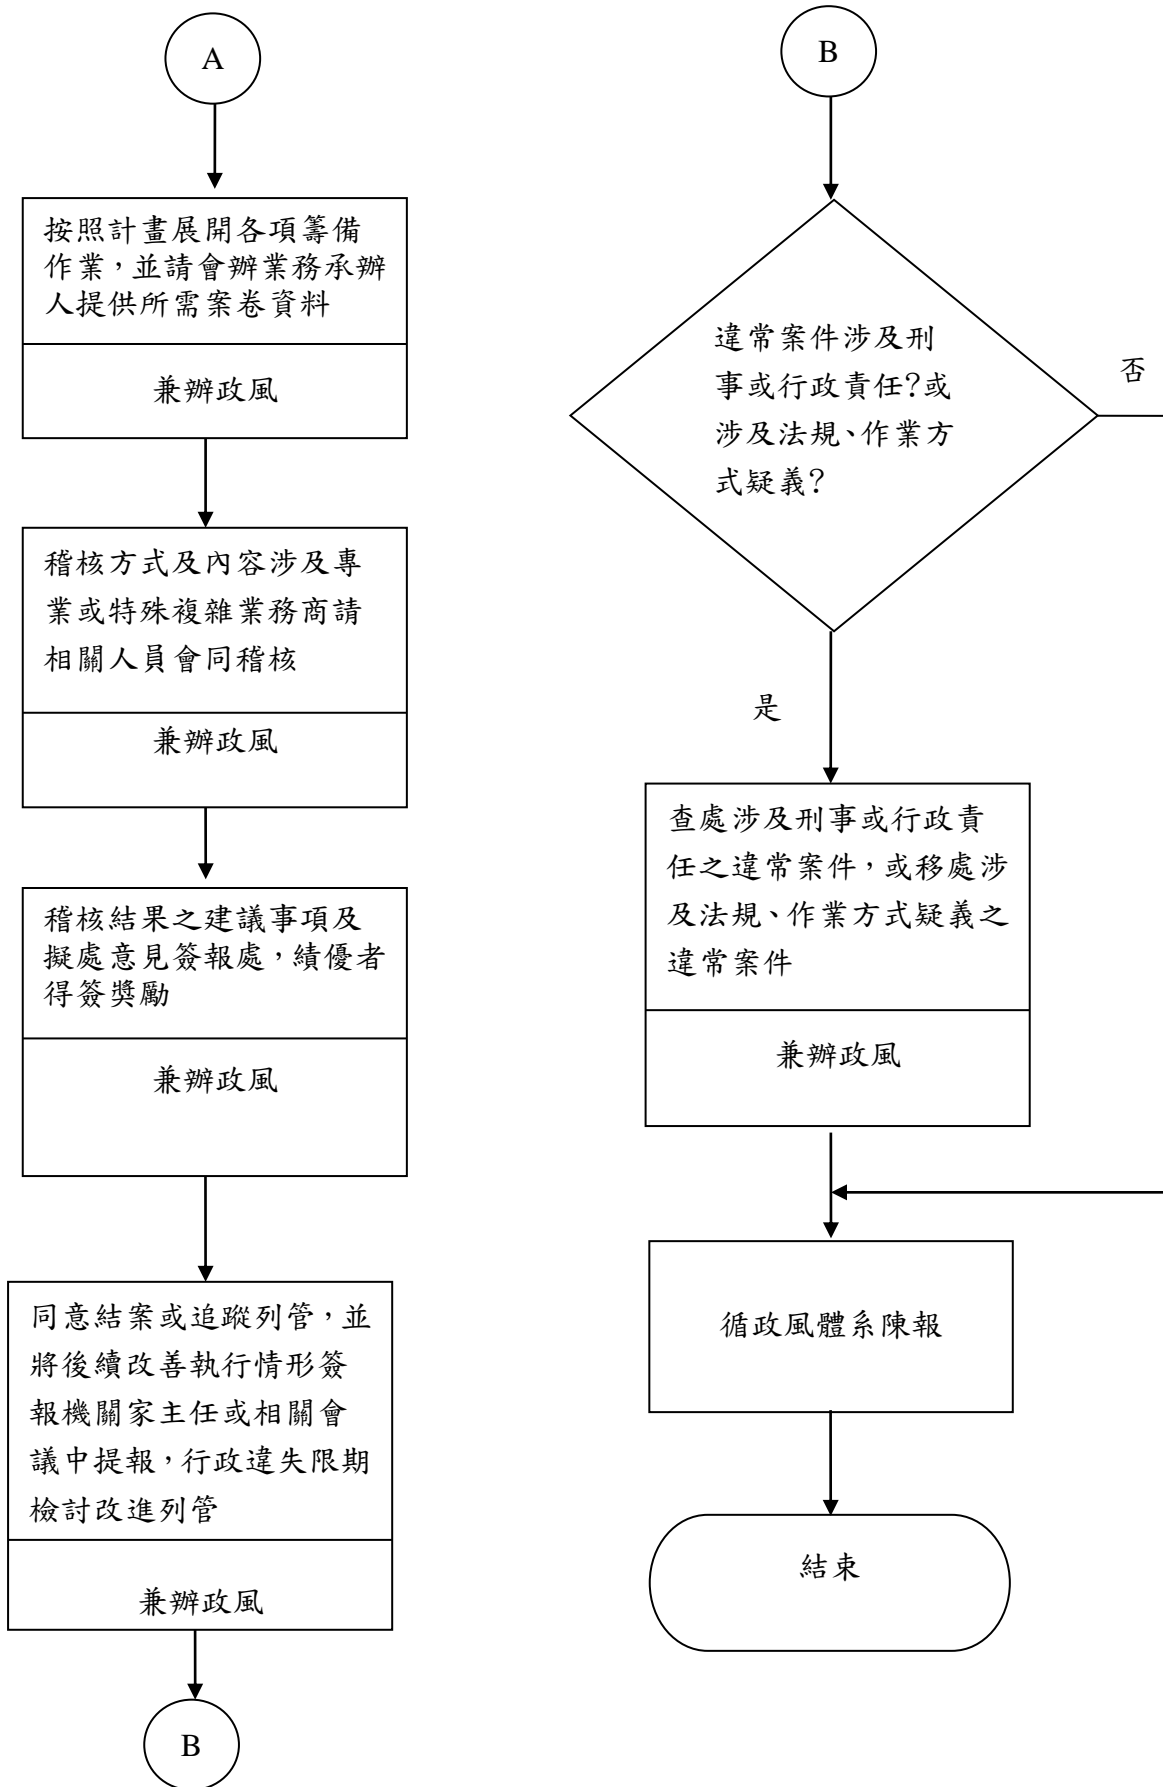 A
按照計畫展開各項籌備
作業，並請會辦業務承辦
人提供所需案卷資料
兼辦政風
稽核方式及內容涉及專
業或特殊複雜業務商請
相關人員會同稽核
兼辦政風
稽核結果之建議事項及
擬處意見簽報處，績優者
得簽獎勵
兼辦政風
同意結案或追蹤列管，並
將後續改善執行情形簽
報機關家主任或相關會
議中提報，行政違失限期
檢討改進列管
兼辦政風
B
B
違常案件涉及刑
事或行政責任?或
涉及法規、作業方
式疑義?
否
是
查處涉及刑事或行政責
任之違常案件，或移處涉
及法規、作業方式疑義之
違常案件
兼辦政風
循政風體系陳報
結束